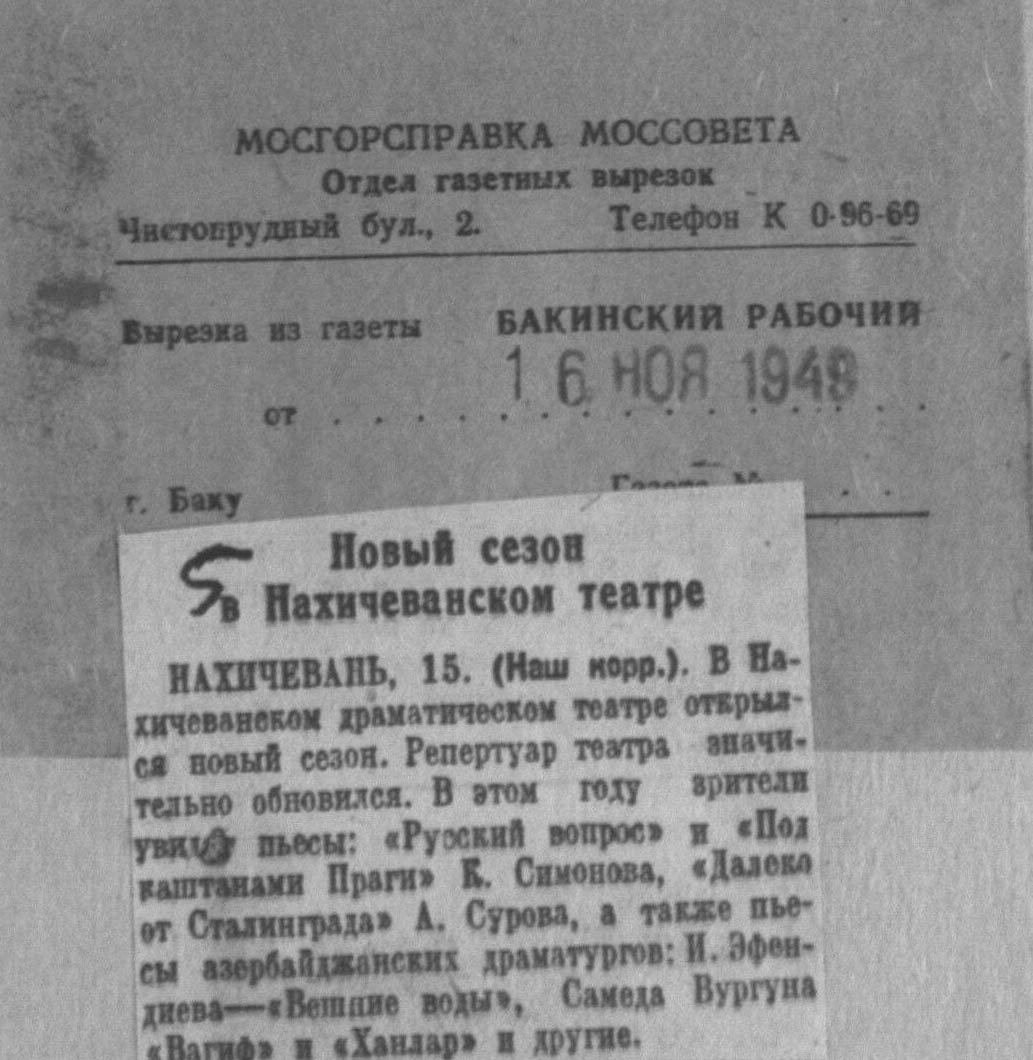 МОСГОРСПРАВКА МОССОВЕТА
Отдел газетных вырезок
Чистопрудный бул., 2. Телефон К 0-96-69
Вырезка из газеты БАКИНСКИЙ РАБОЧИЙ
от 16 НОЯ 1948
г. Баку Газета №
Новый сезон
в Нахичеванском театре
НАХИЧЕВАНЬ, 15. (Наш корр.). В На-
хичеванском драматическом театре открыл-
ся новый сезон. Репертуар театра значи-
тельно обновился. В этом году зрители
увидят пьесы: «Русский вопрос» и «Под
каштанами Праги» К. Симонова, «Далеко
от Сталинграда» А. Сурова, а также пье-
сы азербайджанских драматургов: И. Эфен-
диева—«Вешние воды», Самеда Вургуна
«Вагиф» и «Ханлар» и другие.